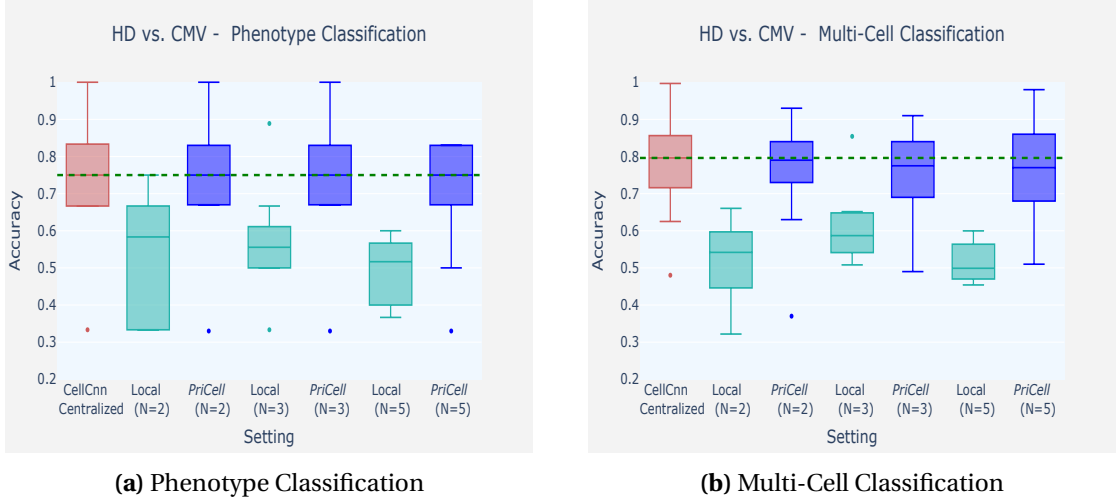 HD vs. CMV - Phenotype Classification
1
0.9
0.8
0.7
0.6
0.5
0.4
0.3
0.2
Accuracy
CellCnn Local PriCell Local PriCell Local PriCell
Centralized (N=2) (N=2) (N=3) (N=3) (N=5) (N=5)
Setting
(a) Phenotype Classification
HD vs. CMV - Multi-Cell Classification
1
0.9
0.8
0.7
0.6
0.5
0.4
0.3
0.2
Accuracy
CellCnn Local PriCell Local PriCell Local PriCell
Centralized (N=2) (N=2) (N=3) (N=3) (N=5) (N=5)
Setting
(b) Multi-Cell Classification